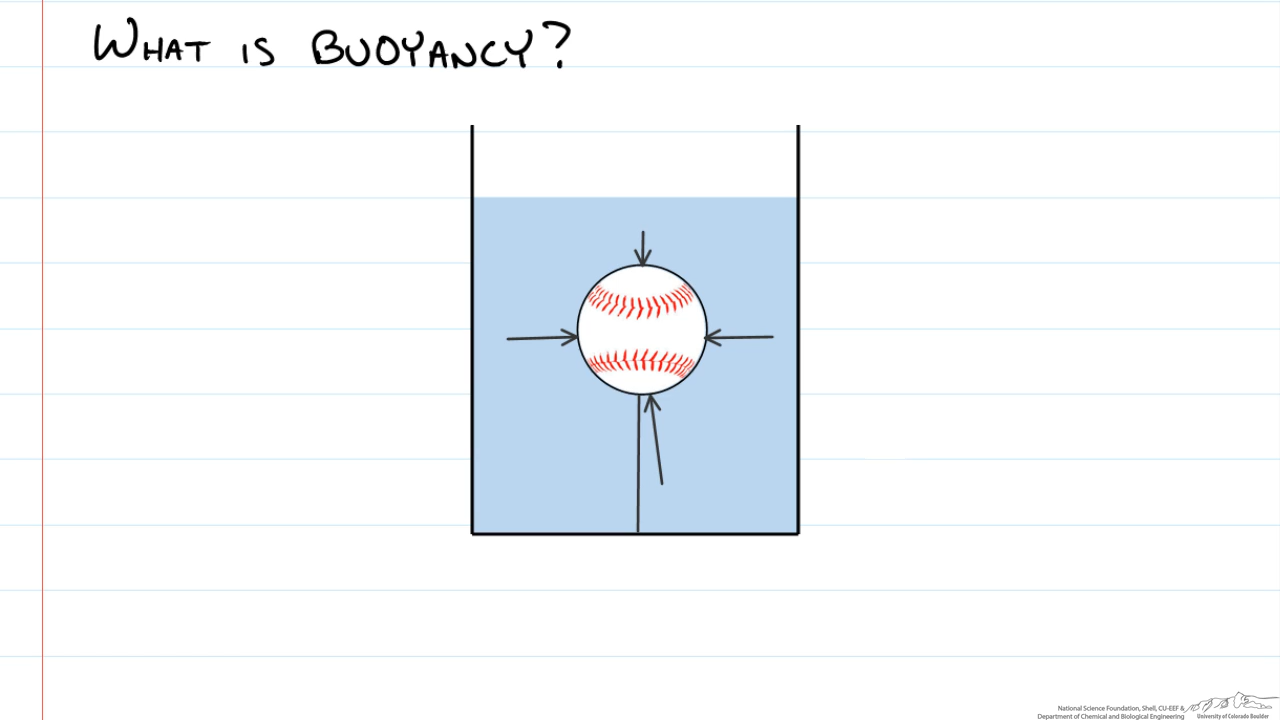 WHAT IS BUOYANCY?
National Science Foundation, Shell, CU-EEF &
Department of Chemical and Biological Engineering
University of Colorado Boulder